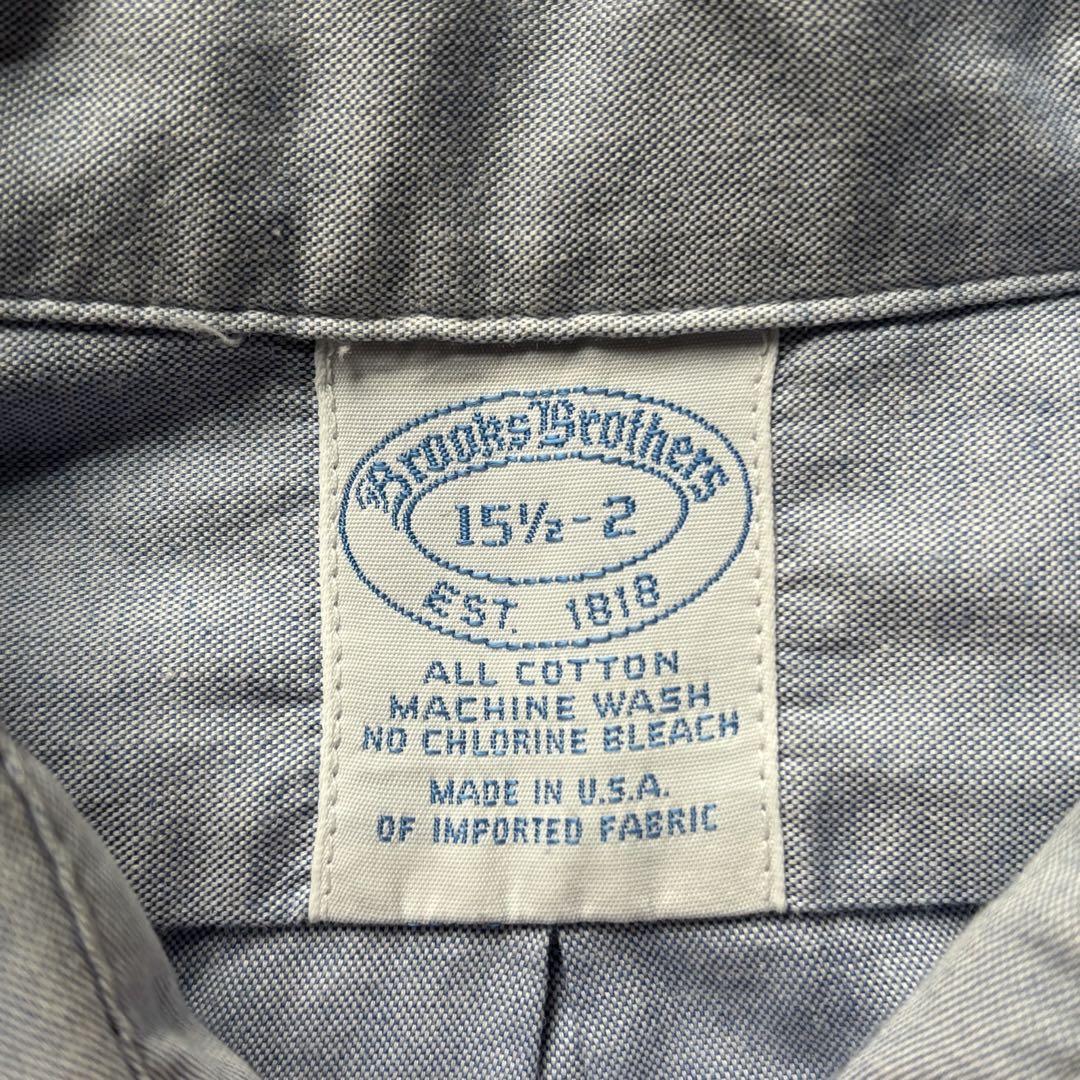 Brooks Brothers
15½-2
EST. 1818
ALL COTTON
MACHINE WASH
NO CHLORINE BLEACH
MADE IN U.S.A.
OF IMPORTED FABRIC